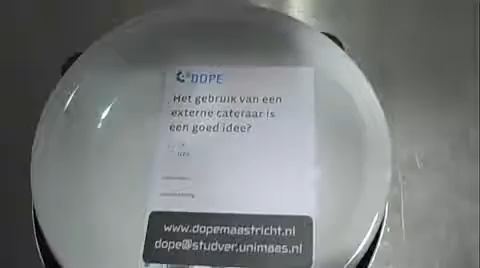 DOPE
Het gebruik van een
externe cateraar is
een goed idee?
www.dopemaastricht.nl
dope@studver.unimaas.nl